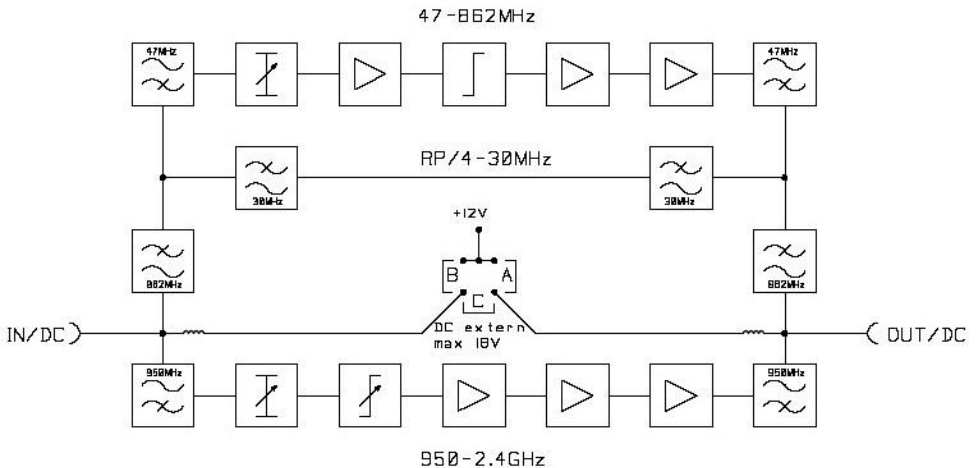 47-862MHz
47MHz
47MHz
RP/4-30MHz
30MHz
30MHz
+12V
B
A
C
862MHz
862MHz
IN/DC
DC extern
max 18V
OUT/DC
950MHz
950MHz
950-2.4GHz